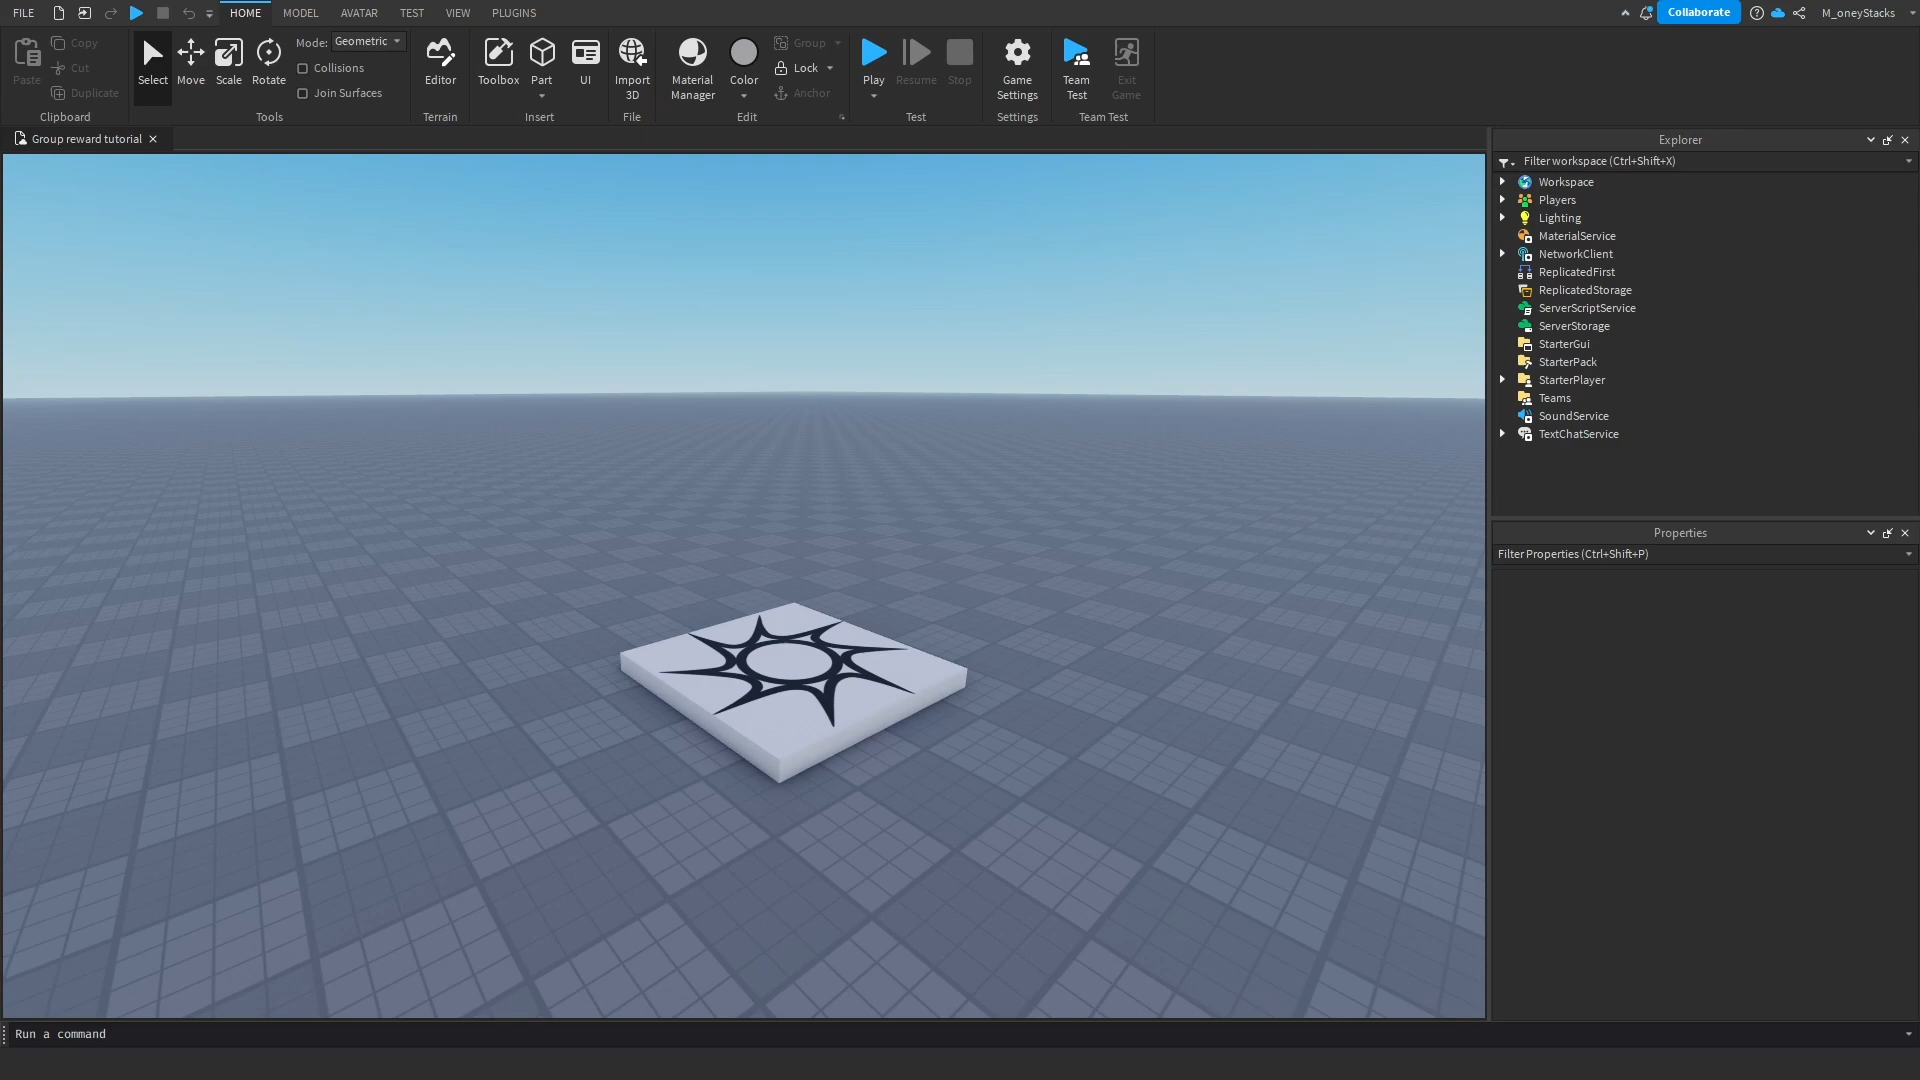 FILE HOME MODEL AVATAR TEST VIEW PLUGINS Collaborate M_oneyStacks
Paste
Copy
Cut
Duplicate
Clipboard
Select Move Scale Rotate
Mode: Geometric
Collisions
Join Surfaces
Tools
Editor
Terrain
Toolbox Part UI
Insert
Import
3D
File
Material
Manager
Color
Group
Lock
Anchor
Edit
Play Resume Stop
Test
Game
Settings
Settings
Team
Test
Exit
Game
Team Test
Group reward tutorial
Explorer
Filter workspace (Ctrl+Shift+X)
Workspace
Players
Lighting
MaterialService
NetworkClient
ReplicatedFirst
ReplicatedStorage
ServerScriptService
ServerStorage
StarterGui
StarterPack
StarterPlayer
Teams
SoundService
TextChatService
Properties
Filter Properties (Ctrl+Shift+P)
Run a command